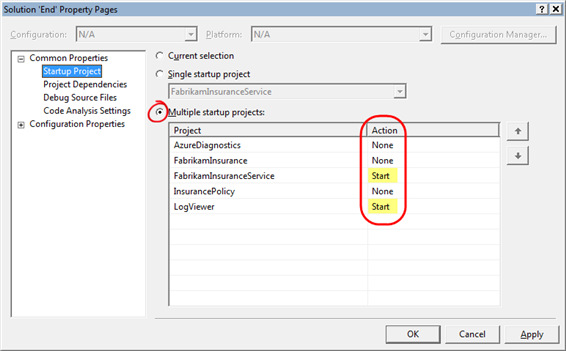 Solution 'End' Property Pages
Configuration: N/A Platform: N/A Configuration Manager...
Common Properties
Startup Project
Project Dependencies
Debug Source Files
Code Analysis Settings
Configuration Properties
Current selection
Single startup project
FabrikamInsuranceService
Multiple startup projects:
Project Action
AzureDiagnostics None
FabrikamInsurance None
FabrikamInsuranceService Start
InsurancePolicy None
LogViewer Start
OK Cancel Apply